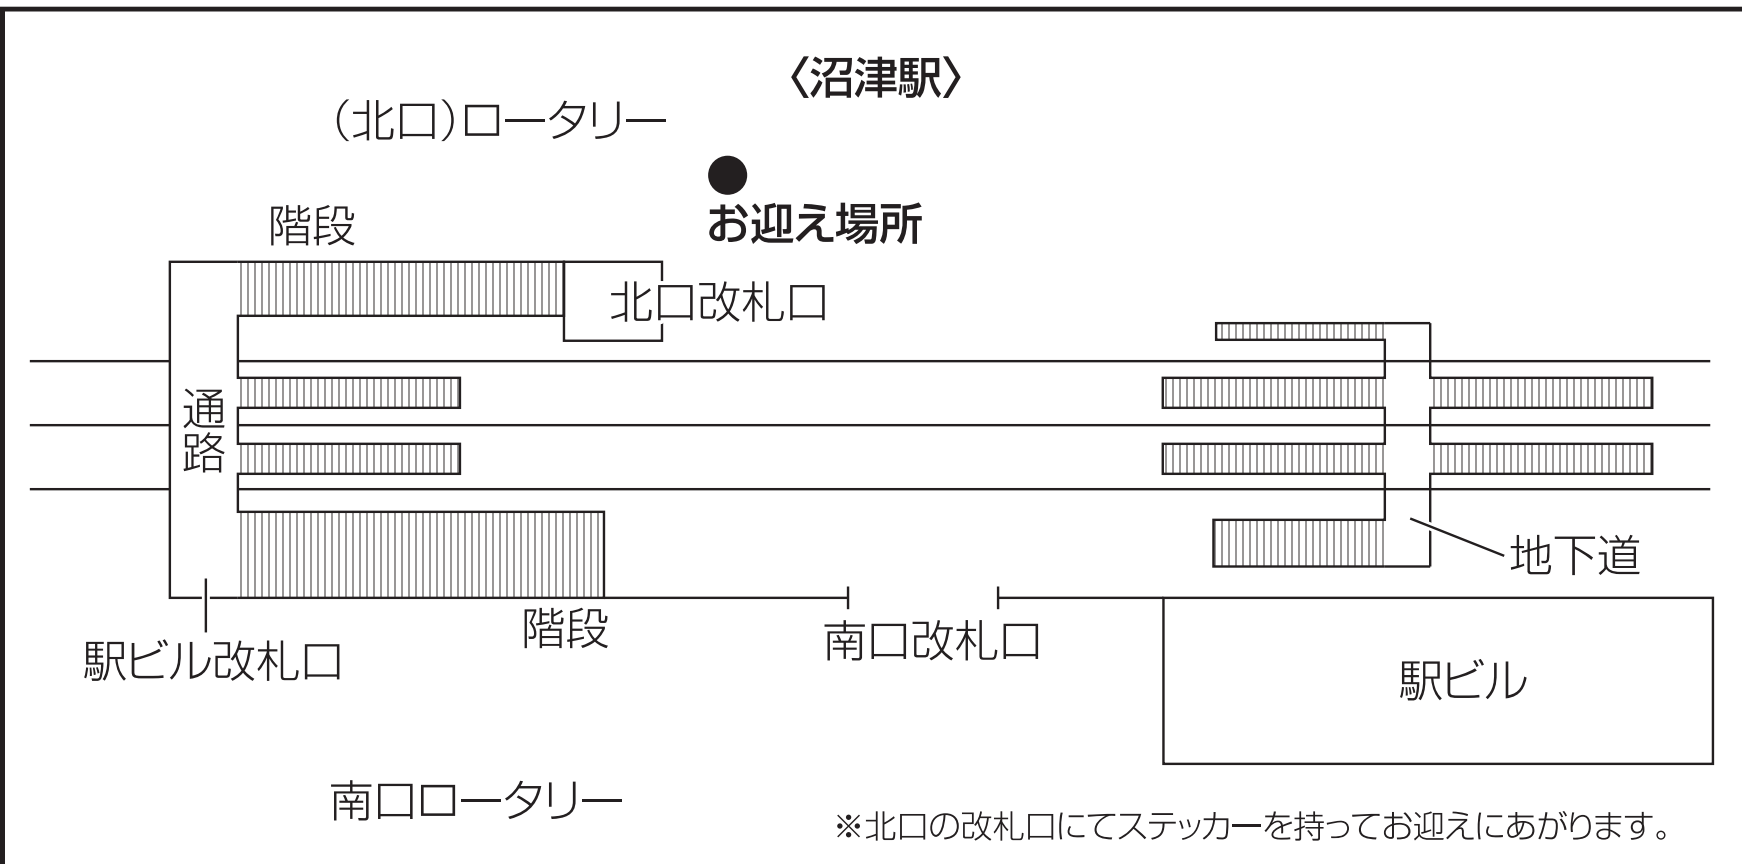 〈沼津駅〉
（北口）ロータリー
お迎え場所
階段
北口改札口
通路
地下道
階段
南口改札口
駅ビル改札口
駅ビル
南口ロータリー
※北口の改札口にてステッカーを持ってお迎えにあがります。